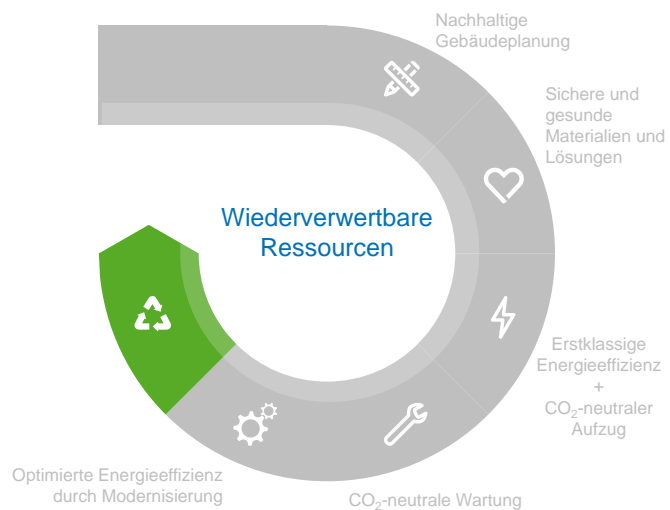 Nachhaltige
Gebäudeplanung
Sichere und
gesunde
Materialien und
Lösungen
Wiederverwertbare
Ressourcen
Erstklassige
Energieeffizienz
+
CO₂-neutraler
Aufzug
Optimierte Energieeffizienz
durch Modernisierung
CO₂-neutrale Wartung